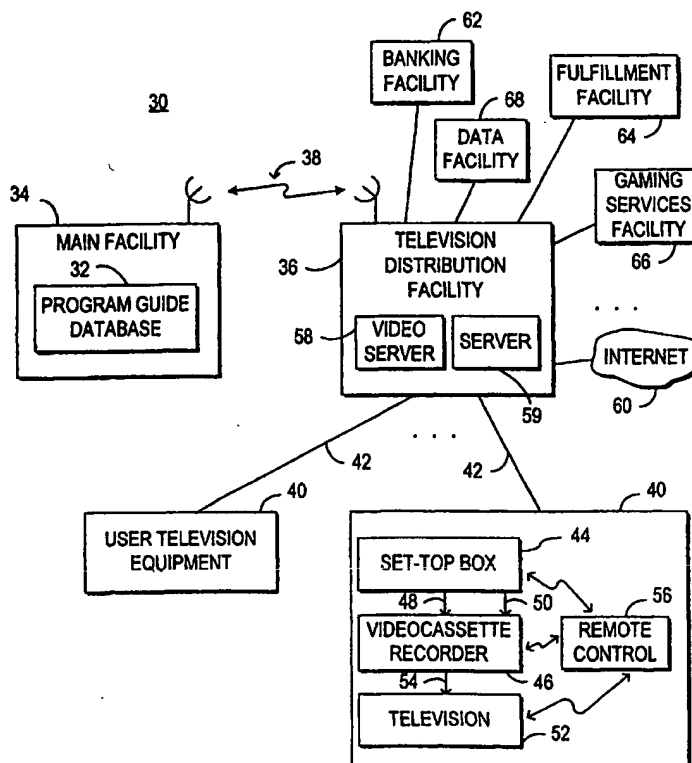 62
BANKING
FACILITY
FULFILLMENT
FACILITY
64
30
68
DATA
FACILITY
38
GAMING
SERVICES
FACILITY
66
34
MAIN FACILITY
32
PROGRAM GUIDE
DATABASE
36
TELEVISION
DISTRIBUTION
FACILITY
58
VIDEO
SERVER
SERVER
59
. . .
INTERNET
60
. . .
42
42
40
USER TELEVISION
EQUIPMENT
40
44
SET-TOP BOX
48
50
56
VIDEOCASSETTE
RECORDER
REMOTE
CONTROL
54
46
TELEVISION
52